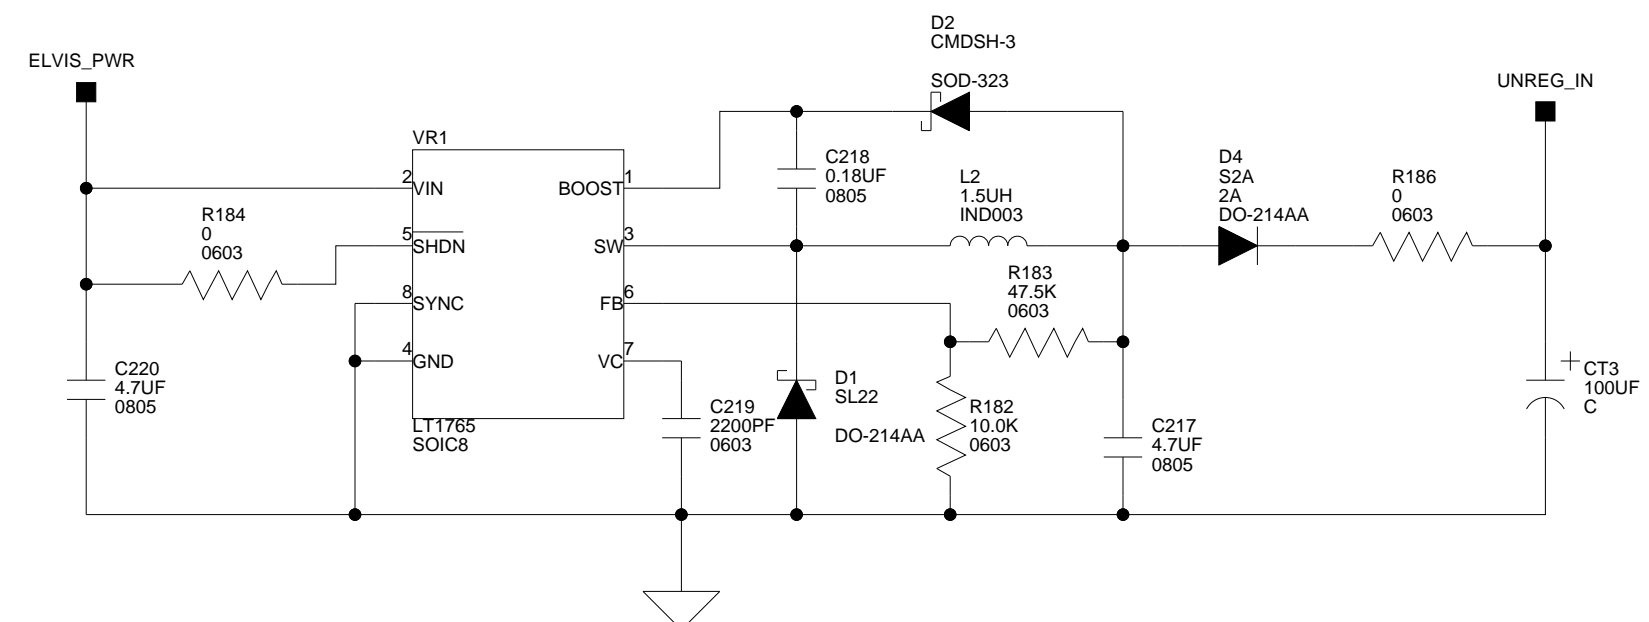 D2
CMDSH-3
SOD-323
ELVIS_PWR
UNREG_IN
VR1
2
VIN
BOOST
1
5
SHDN
SW
3
8
SYNC
FB
6
4
GND
VC
7
LT1765
SOIC8
R184
0
0603
C220
4.7UF
0805
C218
0.18UF
0805
L2
1.5UH
IND003
D4
S2A
2A
DO-214AA
R186
0
0603
R183
47.5K
0603
C219
2200PF
0603
D1
SL22
DO-214AA
R182
10.0K
0603
C217
4.7UF
0805
+
CT3
100UF
C